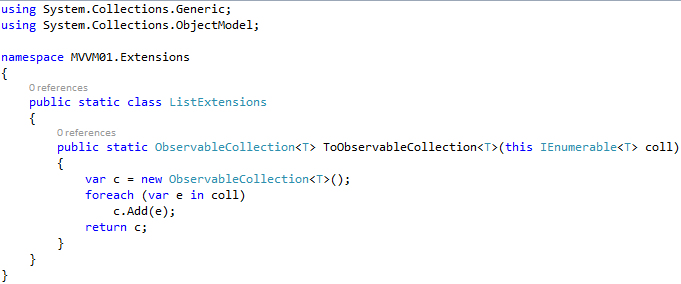 using System.Collections.Generic;
using System.Collections.ObjectModel;

namespace MVVM01.Extensions
{
    0 references
    public static class ListExtensions
    {
        0 references
        public static ObservableCollection<T> ToObservableCollection<T>(this IEnumerable<T> coll)
        {
            var c = new ObservableCollection<T>();
            foreach (var e in coll)
                c.Add(e);
            return c;
        }
    }
}